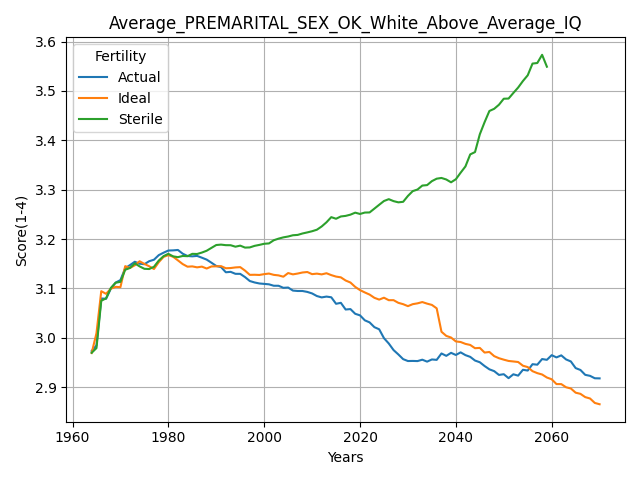 Average_PREMARITAL_SEX_OK_White_Above_Average_IQ
Score(1-4)
3.6
3.5
3.4
3.3
3.2
3.1
3.0
2.9
Fertility
Actual
Ideal
Sterile
1960
1980
2000
2020
2040
2060
Years